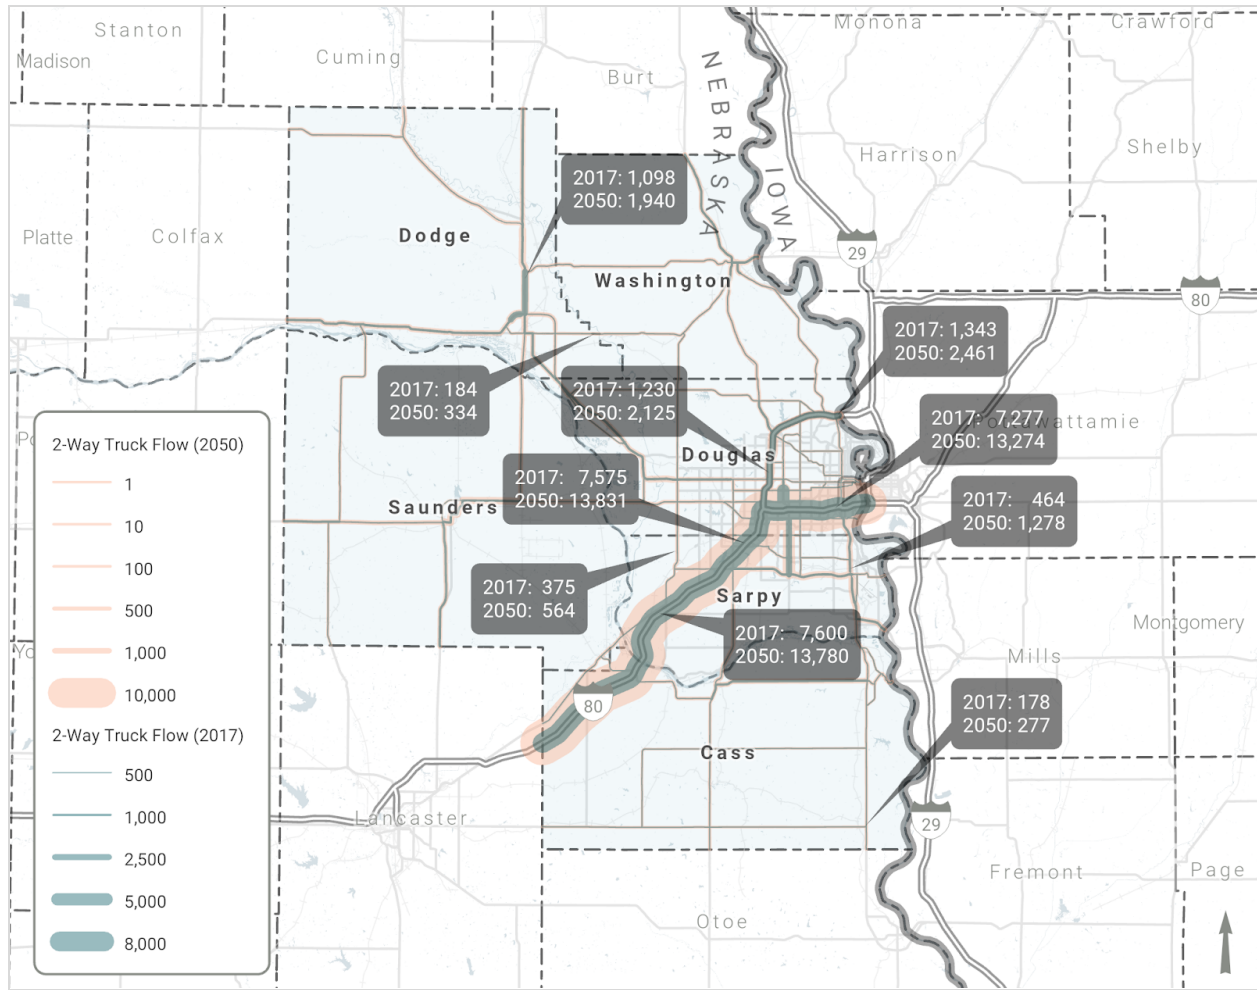 Stanton
Monona
Crawford
Madison
Cuming
Burt
NEBRASKA
IOWA
Harrison
Shelby
2017: 1,098
2050: 1,940
Platte
Colfax
Dodge
Washington
29
80
2017: 1,343
2050: 2,461
2017: 184
2050: 334
2017: 1,230
2050: 2,125
2017: 7,277
2050: 13,274
ottawattamie
Douglas
2017: 7,575
2050: 13,831
2017: 464
2050: 1,278
Saunders
2017: 375
2050: 564
Sarpy
2017: 7,600
2050: 13,780
Montgomery
Mills
80
2017: 178
2050: 277
Cass
Lancaster
29
Fremont
Page
Otoe
Po
Yo
2-Way Truck Flow (2050)
1
10
100
500
1,000
10,000
2-Way Truck Flow (2017)
500
1,000
2,500
5,000
8,000